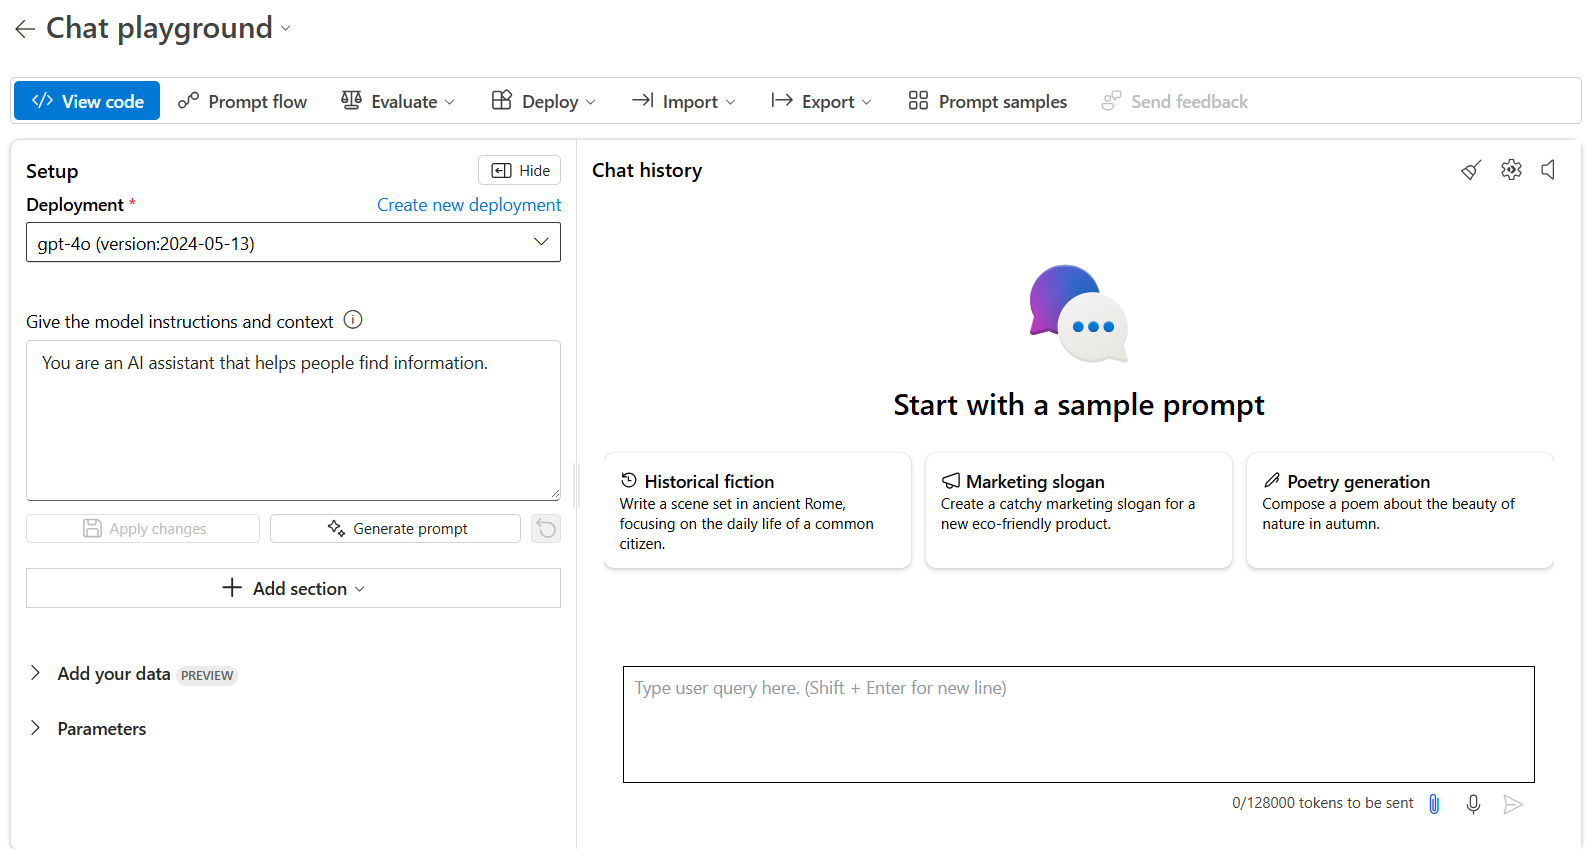 Chat playground
View code
Prompt flow
Evaluate
Deploy
Import
Export
Prompt samples
Send feedback
Setup
Hide
Deployment *
Create new deployment
gpt-4o (version:2024-05-13)
Give the model instructions and context
You are an AI assistant that helps people find information.
Apply changes
Generate prompt
Add section
Add your data PREVIEW
Parameters
Chat history
Start with a sample prompt
Historical fiction
Write a scene set in ancient Rome,
focusing on the daily life of a common
citizen.
Marketing slogan
Create a catchy marketing slogan for a
new eco-friendly product.
Poetry generation
Compose a poem about the beauty of
nature in autumn.
Type user query here. (Shift + Enter for new line)
0/128000 tokens to be sent